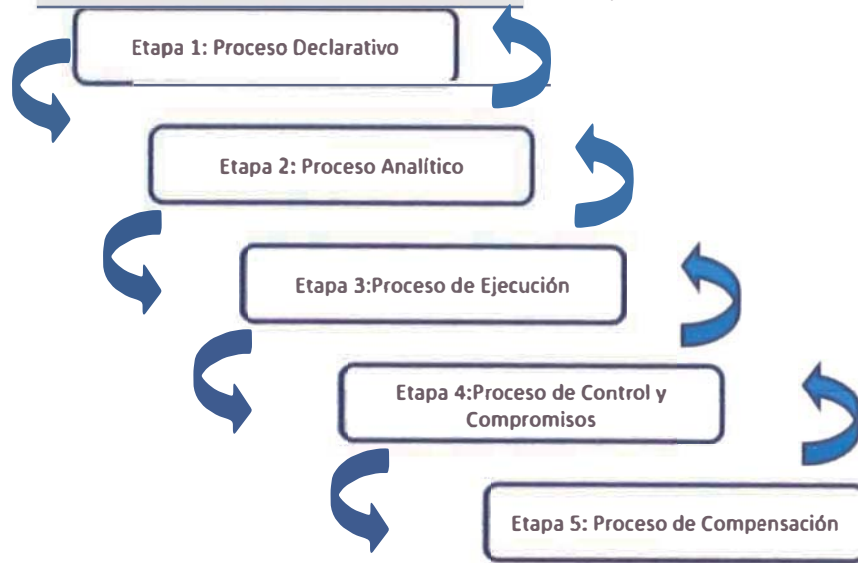 Etapa 1: Proceso Declarativo
Etapa 2: Proceso Analítico
Etapa 3:Proceso de Ejecución
Etapa 4:Proceso de Control y
Compromisos
Etapa 5: Proceso de Compensación